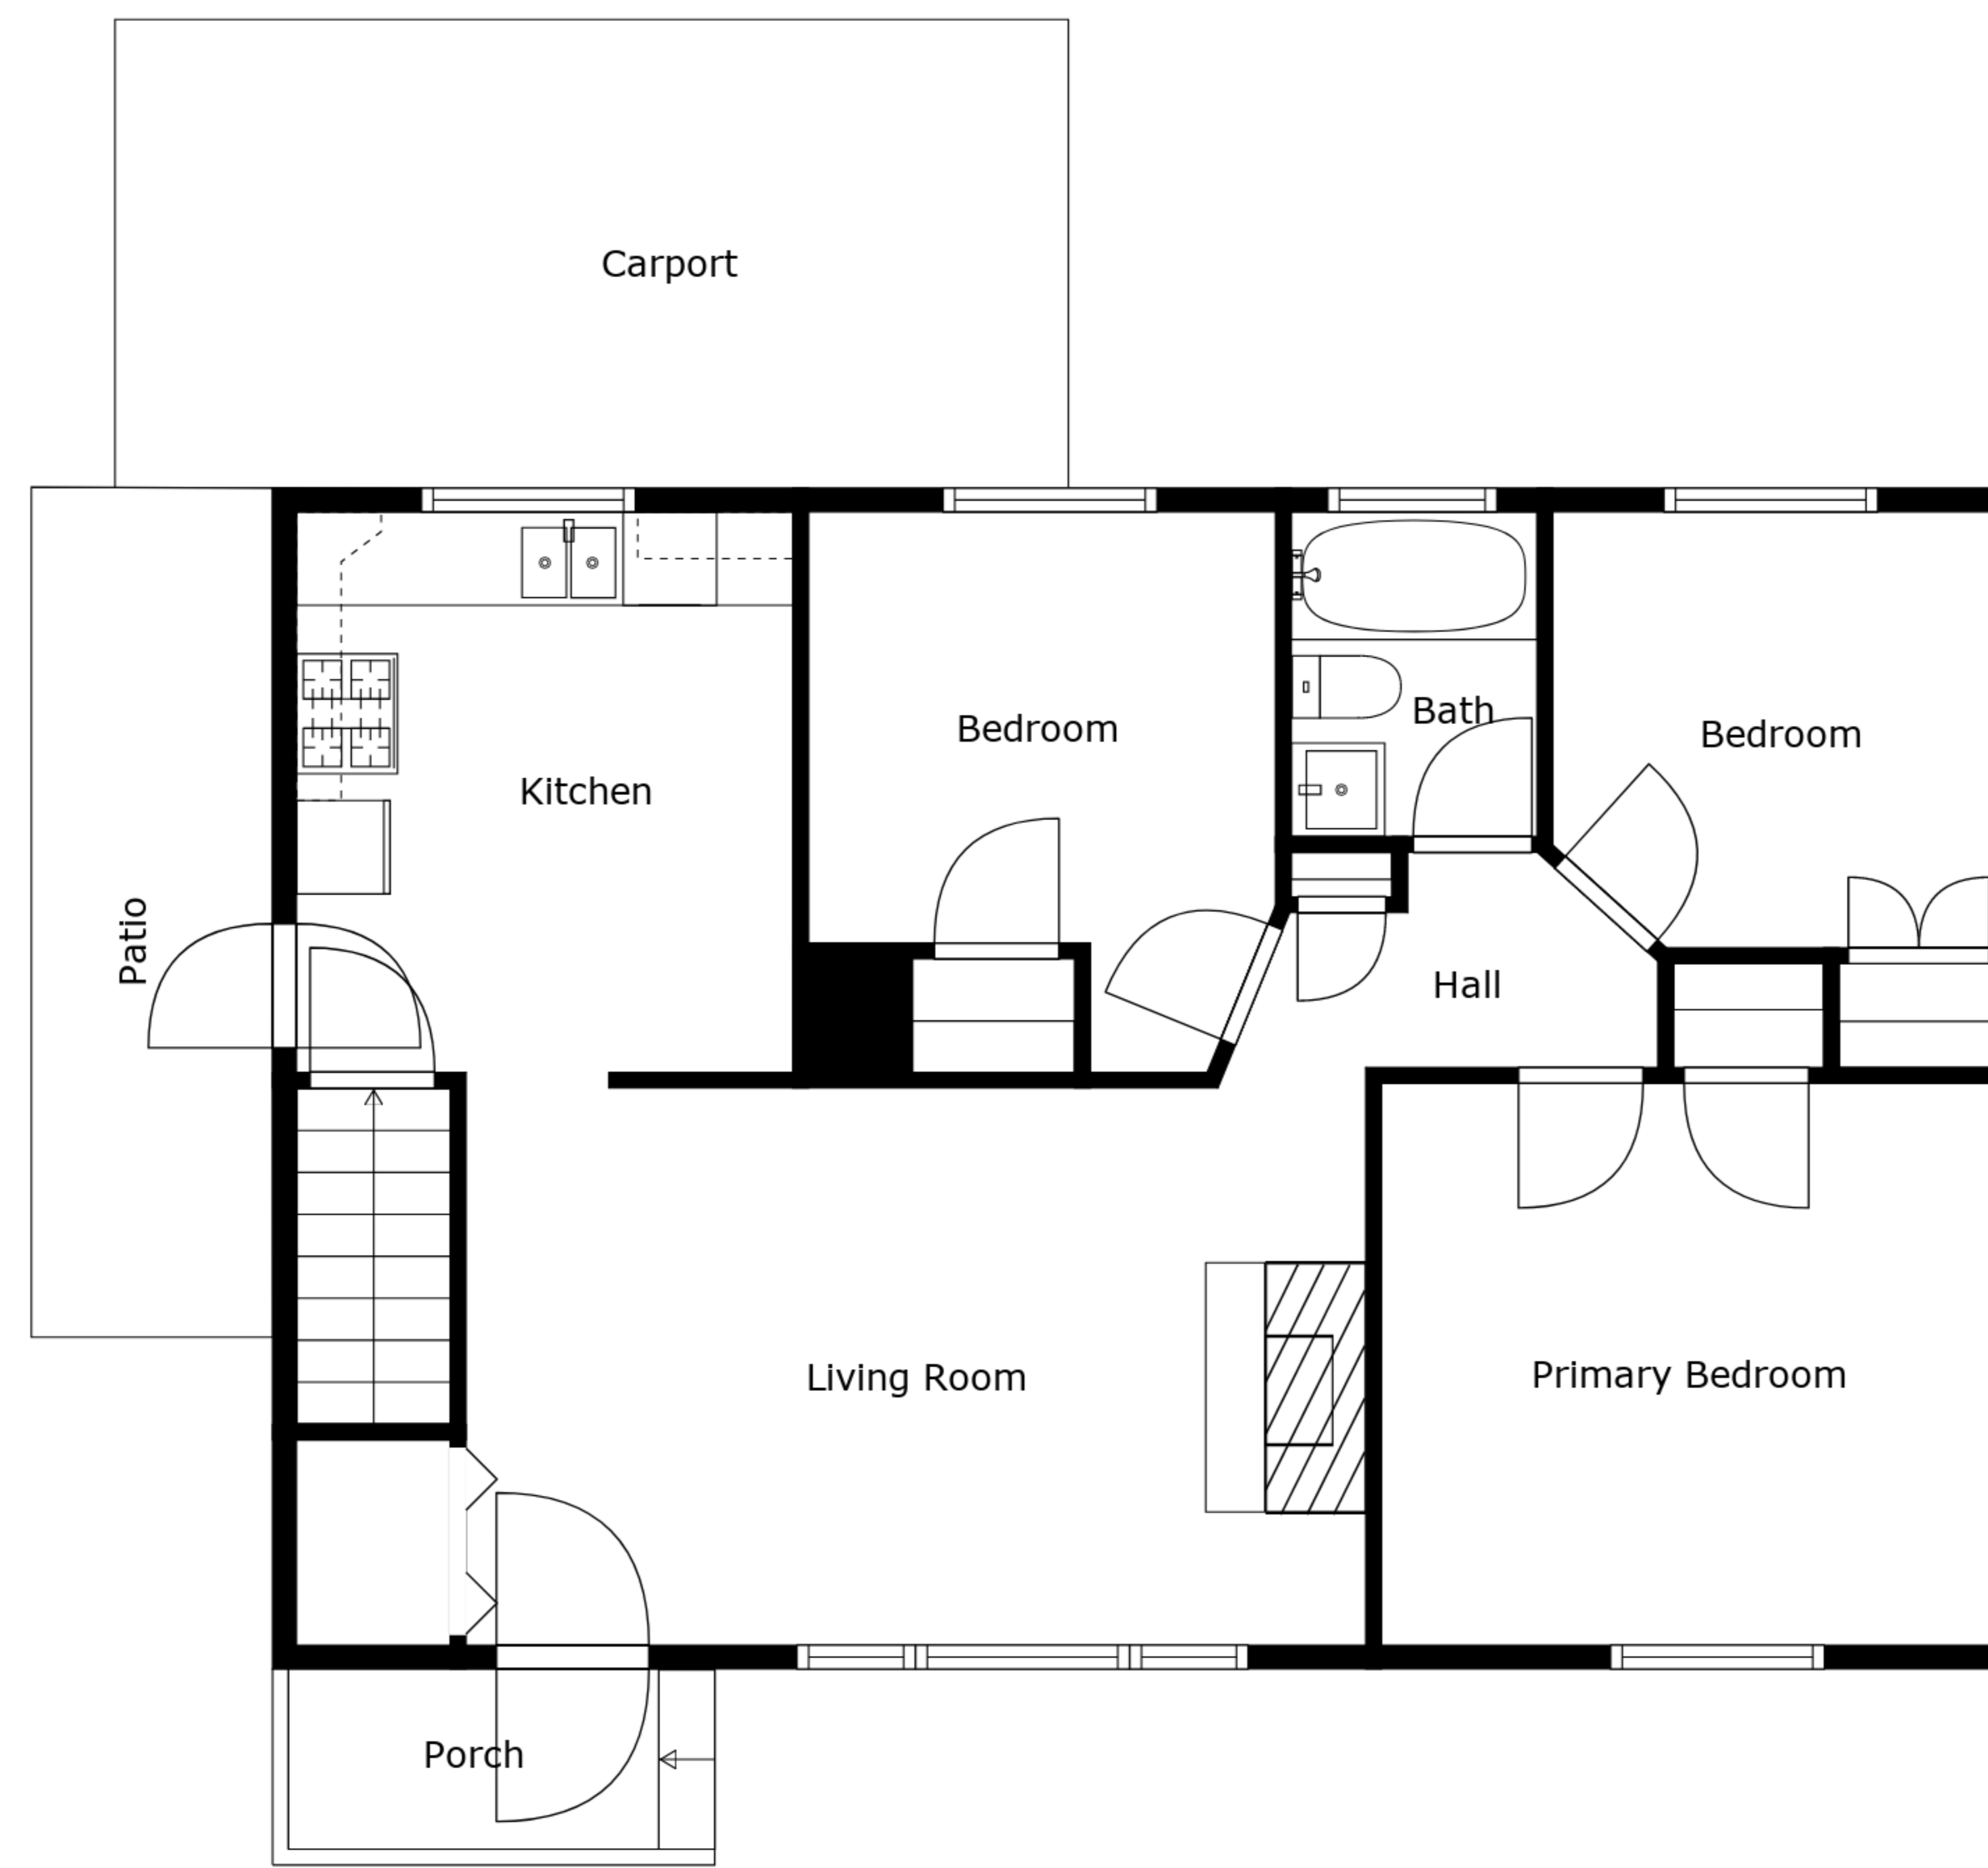 Carport
Bedroom
Bath
Bedroom
Kitchen
Patio
Hall
Living Room
Primary Bedroom
Porch